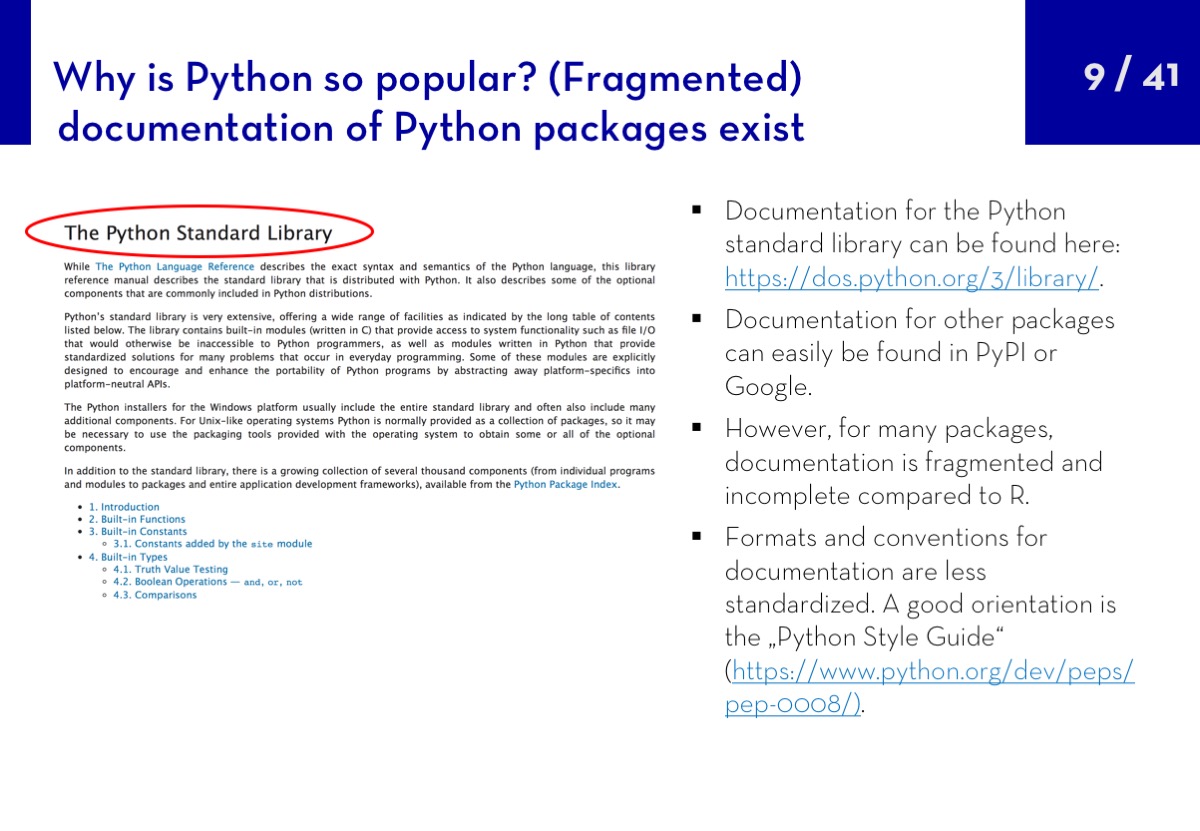 Why is Python so popular? (Fragmented)
documentation of Python packages exist
9 / 41
The Python Standard Library
While The Python Language Reference describes the exact syntax and semantics of the Python language, this library
reference manual describes the standard library that is distributed with Python. It also describes some of the optional
components that are commonly included in Python distributions.
Python's standard library is very extensive, offering a wide range of facilities as indicated by the long table of contents
listed below. The library contains built-in modules (written in C) that provide access to system functionality such as file I/O
that would otherwise be inaccessible to Python programmers, as well as modules written in Python that provide
standardized solutions for many problems that occur in everyday programming. Some of these modules are explicitly
designed to encourage and enhance the portability of Python programs by abstracting away platform-specifics into
platform-neutral APIs.
The Python installers for the Windows platform usually include the entire standard library and often also include many
additional components. For Unix-like operating systems Python is normally provided as a collection of packages, so it may
be necessary to use the packaging tools provided with the operating system to obtain some or all of the optional
components.
In addition to the standard library, there is a growing collection of several thousand components (from individual programs
and modules to packages and entire application development frameworks), available from the Python Package Index.
• 1. Introduction
• 2. Built-in Functions
• 3. Built-in Constants
◦ 3.1. Constants added by the site module
• 4. Built-in Types
◦ 4.1. Truth Value Testing
◦ 4.2. Boolean Operations — and, or, not
◦ 4.3. Comparisons
▪ Documentation for the Python
standard library can be found here:
https://dos.python.org/3/library/.
▪ Documentation for other packages
can easily be found in PyPI or
Google.
▪ However, for many packages,
documentation is fragmented and
incomplete compared to R.
▪ Formats and conventions for
documentation are less
standardized. A good orientation is
the „Python Style Guide“
(https://www.python.org/dev/peps/
pep-0008/).